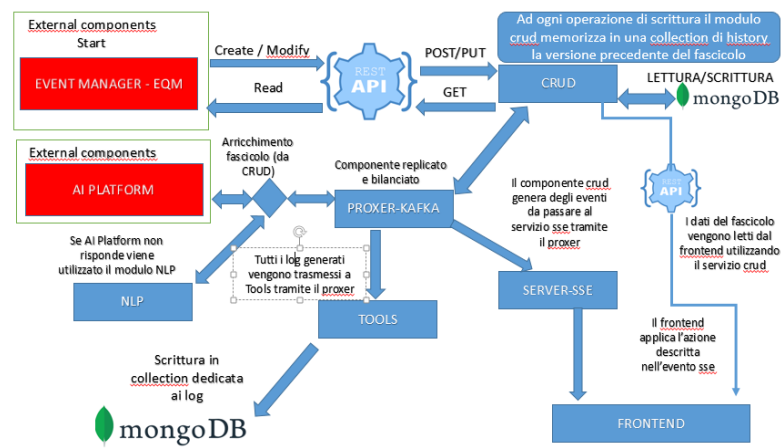 External components
Start
EVENT MANAGER - EQM
Create / Modify
Read
REST
API
POST/PUT
GET
Ad ogni operazione di scrittura il modulo
crud memorizza in una collection di history
la versione precedente del fascicolo
CRUD
LETTURA/SCRITTURA
mongoDB
External components
AI PLATFORM
Arricchimento
fascicolo (da
CRUD)
Componente replicato
e bilanciato
PROXER-KAFKA
Il componente crud
genera degli eventi
da passare al
servizio sse tramite
il proxer
REST
API
I dati del fascicolo
vengono letti dal
frontend utilizzando
il servizio crud
Se AI Platform non
risponde viene
utilizzato il modulo NLP
NLP
Tutti i log generati
vengono trasmessi a
Tools tramite il proxer
TOOLS
SERVER-SSE
Scrittura in
collection dedicata
ai log
mongoDB
Il frontend
applica l'azione
descritta
nell'evento sse
FRONTEND